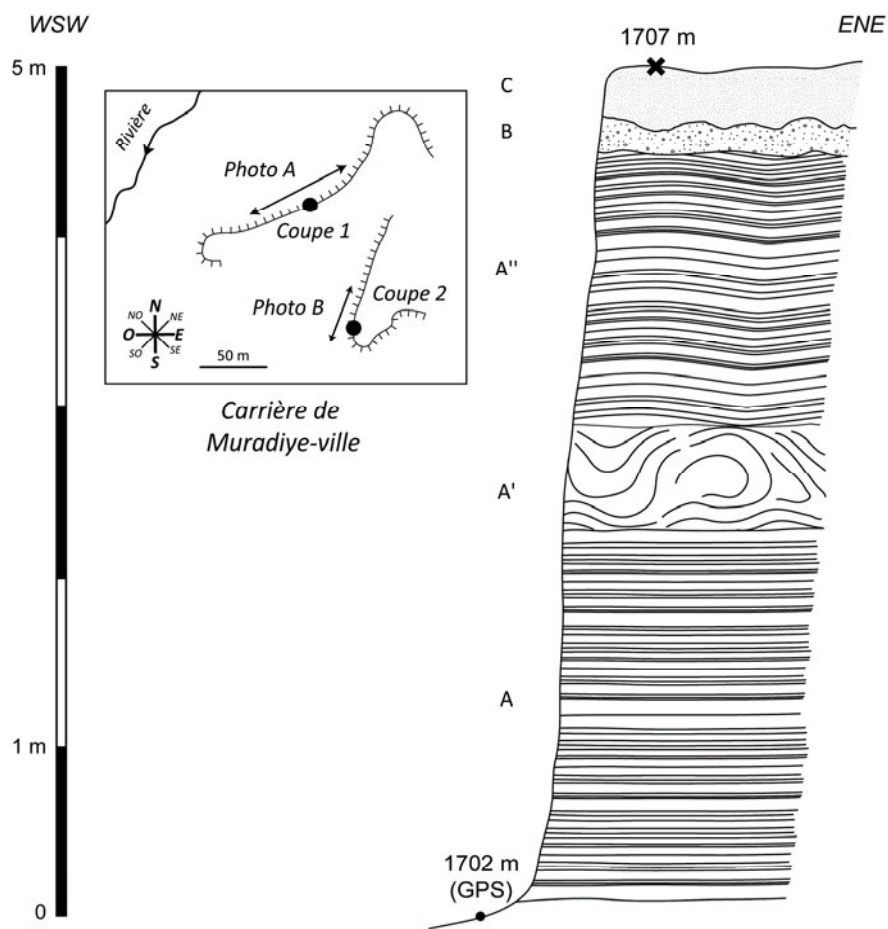 WSW
ENE
1707 m
5 m
C
B
Rivière
Photo A
Coupe 1
A''
Photo B
Coupe 2
N
NO
NE
O
E
SO
SE
S
50 m
Carrière de
Muradiye-ville
A'
A
1 m
1702 m
(GPS)
0